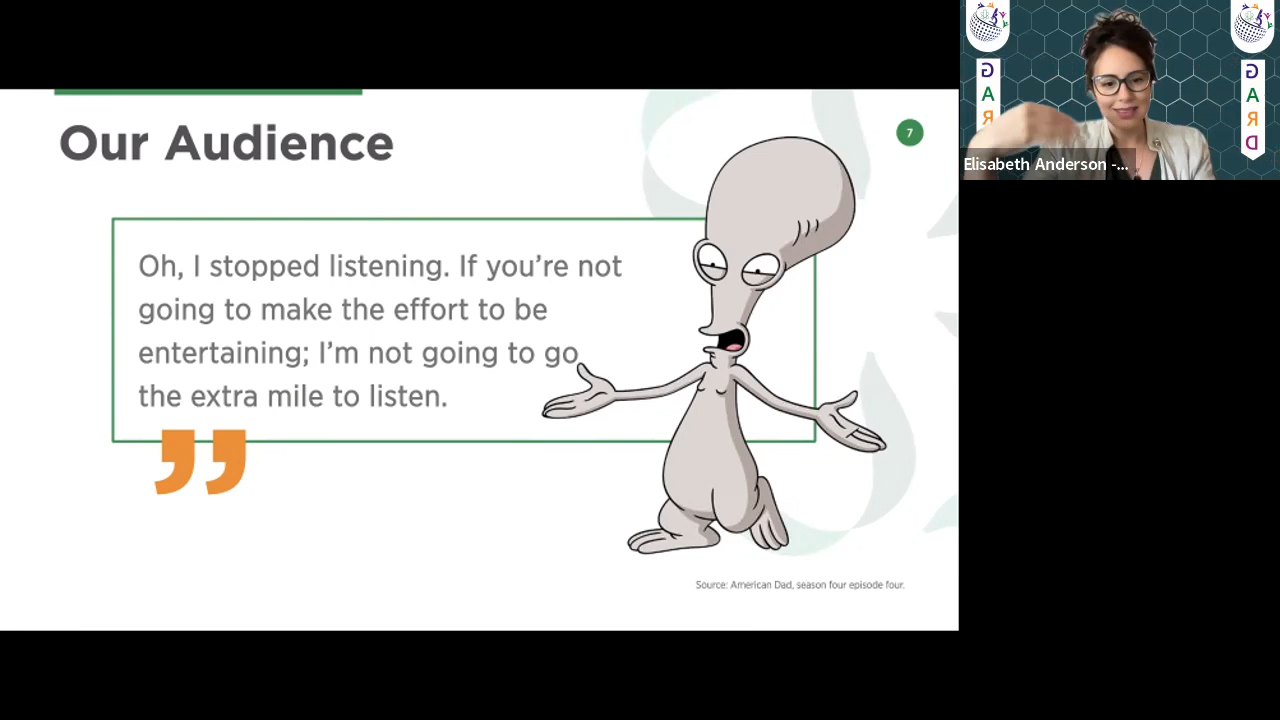 Our Audience
7
Oh, I stopped listening. If you’re not
going to make the effort to be
entertaining; I’m not going to go
the extra mile to listen.
”
Source: American Dad, season four episode four.
G
A
R
G
A
R
D
Elisabeth Anderson -...